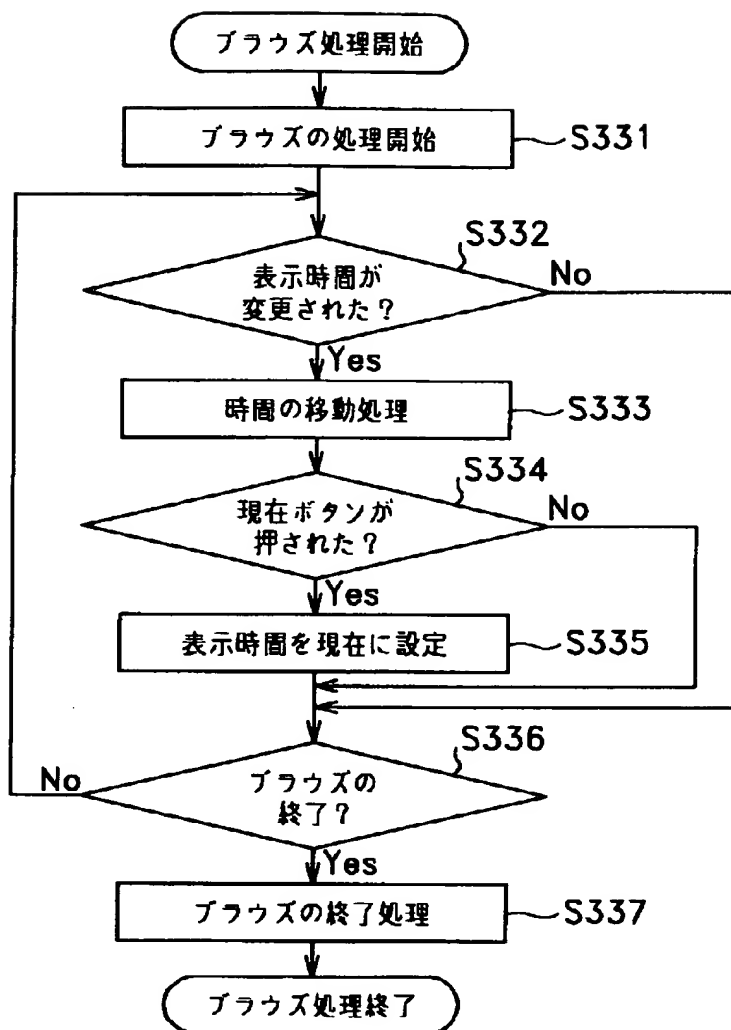 ブラウズ処理開始
ブラウズの処理開始
S331
S332
表示時間が
変更された？
No
Yes
時間の移動処理
S333
S334
現在ボタンが
押された？
No
Yes
表示時間を現在に設定
S335
S336
ブラウズの
終了？
No
Yes
ブラウズの終了処理
S337
ブラウズ処理終了